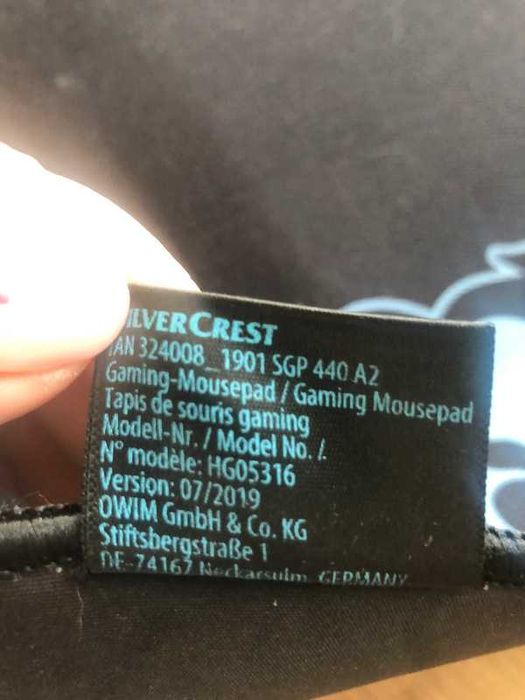 SILVERCREST
IAN 324008_1901 SGP 440 A2
Gaming-Mousepad / Gaming Mousepad
Tapis de souris gaming
Modell-Nr. / Model No. /
N° modèle: HG05316
Version: 07/2019
OWIM GmbH & Co. KG
Stiftsbergstraße 1
DE-74167 Neckarsulm, GERMANY